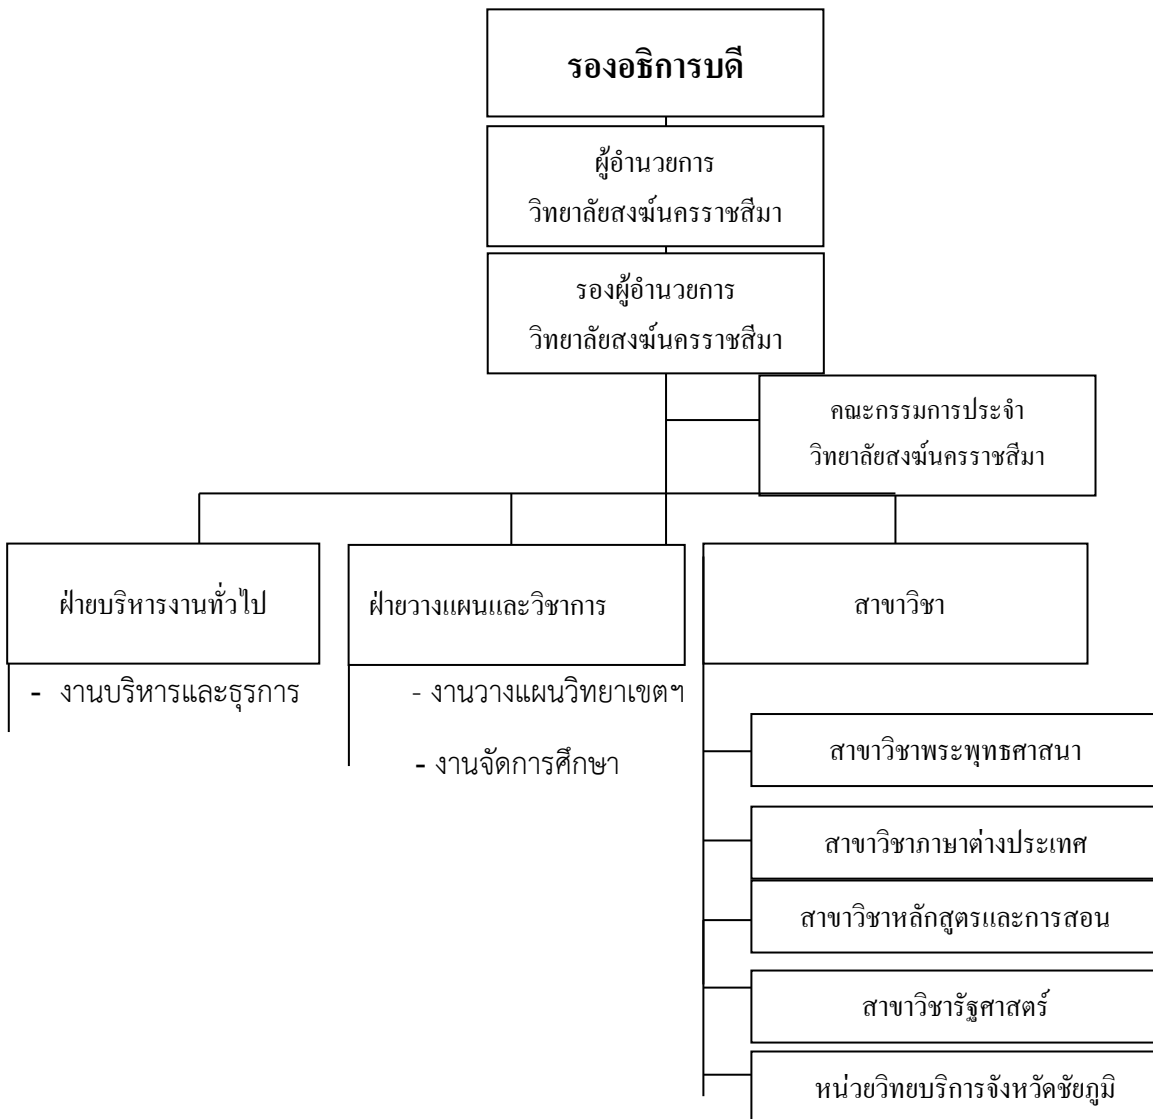 รองอธิการบดี
ผู้อำนวยการ
วิทยาลัยสงฆ์นครราชสีมา
รองผู้อำนวยการ
วิทยาลัยสงฆ์นครราชสีมา
คณะกรรมการประจำ
วิทยาลัยสงฆ์นครราชสีมา
ฝ่ายบริหารงานทั่วไป
- งานบริหารและธุรการ
ฝ่ายวางแผนและวิชาการ
- งานวางแผนวิทยาเขตฯ
- งานจัดการศึกษา
สาขาวิชา
สาขาวิชาพระพุทธศาสนา
สาขาวิชาภาษาต่างประเทศ
สาขาวิชาหลักสูตรและการสอน
สาขาวิชารัฐศาสตร์
หน่วยวิทยบริการจังหวัดชัยภูมิ